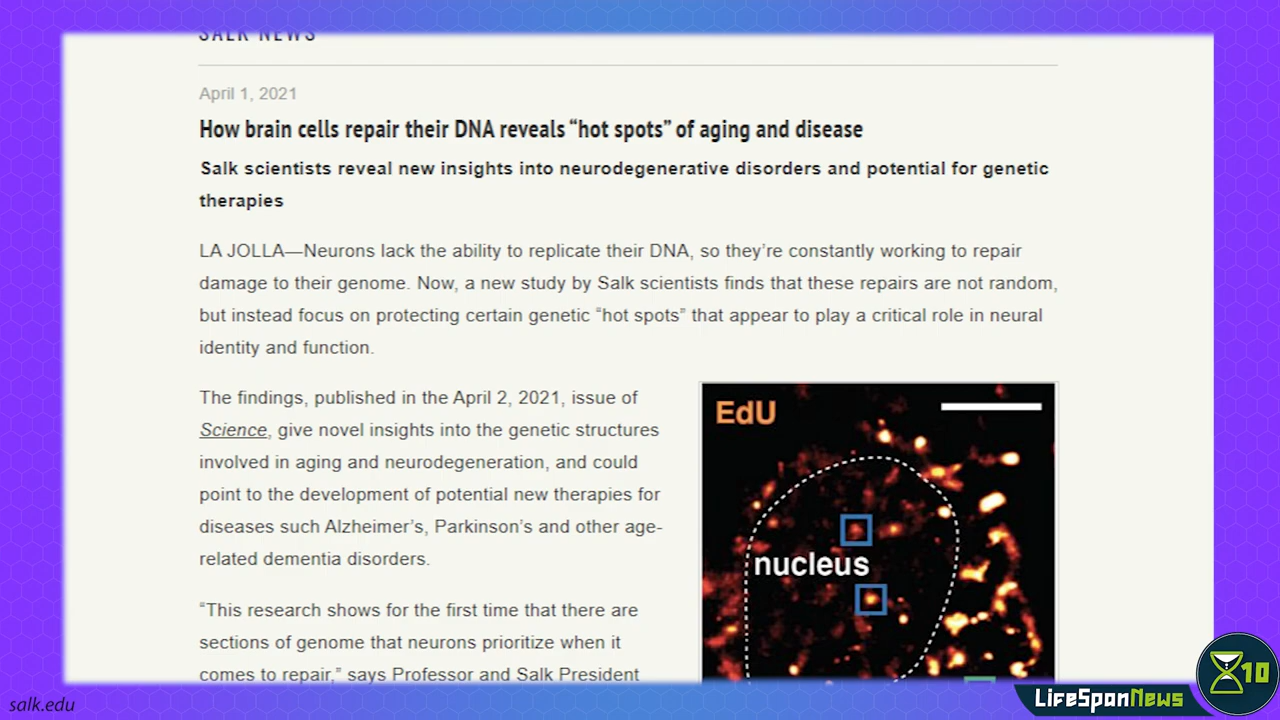 SALK NEWS
April 1, 2021
How brain cells repair their DNA reveals “hot spots” of aging and disease
Salk scientists reveal new insights into neurodegenerative disorders and potential for genetic
therapies
LA JOLLA—Neurons lack the ability to replicate their DNA, so they’re constantly working to repair
damage to their genome. Now, a new study by Salk scientists finds that these repairs are not random,
but instead focus on protecting certain genetic “hot spots” that appear to play a critical role in neural
identity and function.
The findings, published in the April 2, 2021, issue of
Science, give novel insights into the genetic structures
involved in aging and neurodegeneration, and could
point to the development of potential new therapies for
diseases such Alzheimer’s, Parkinson’s and other age-
related dementia disorders.
“This research shows for the first time that there are
sections of genome that neurons prioritize when it
comes to repair,” says Professor and Salk President
EdU
nucleus
salk.edu
LifeSpanNews
10